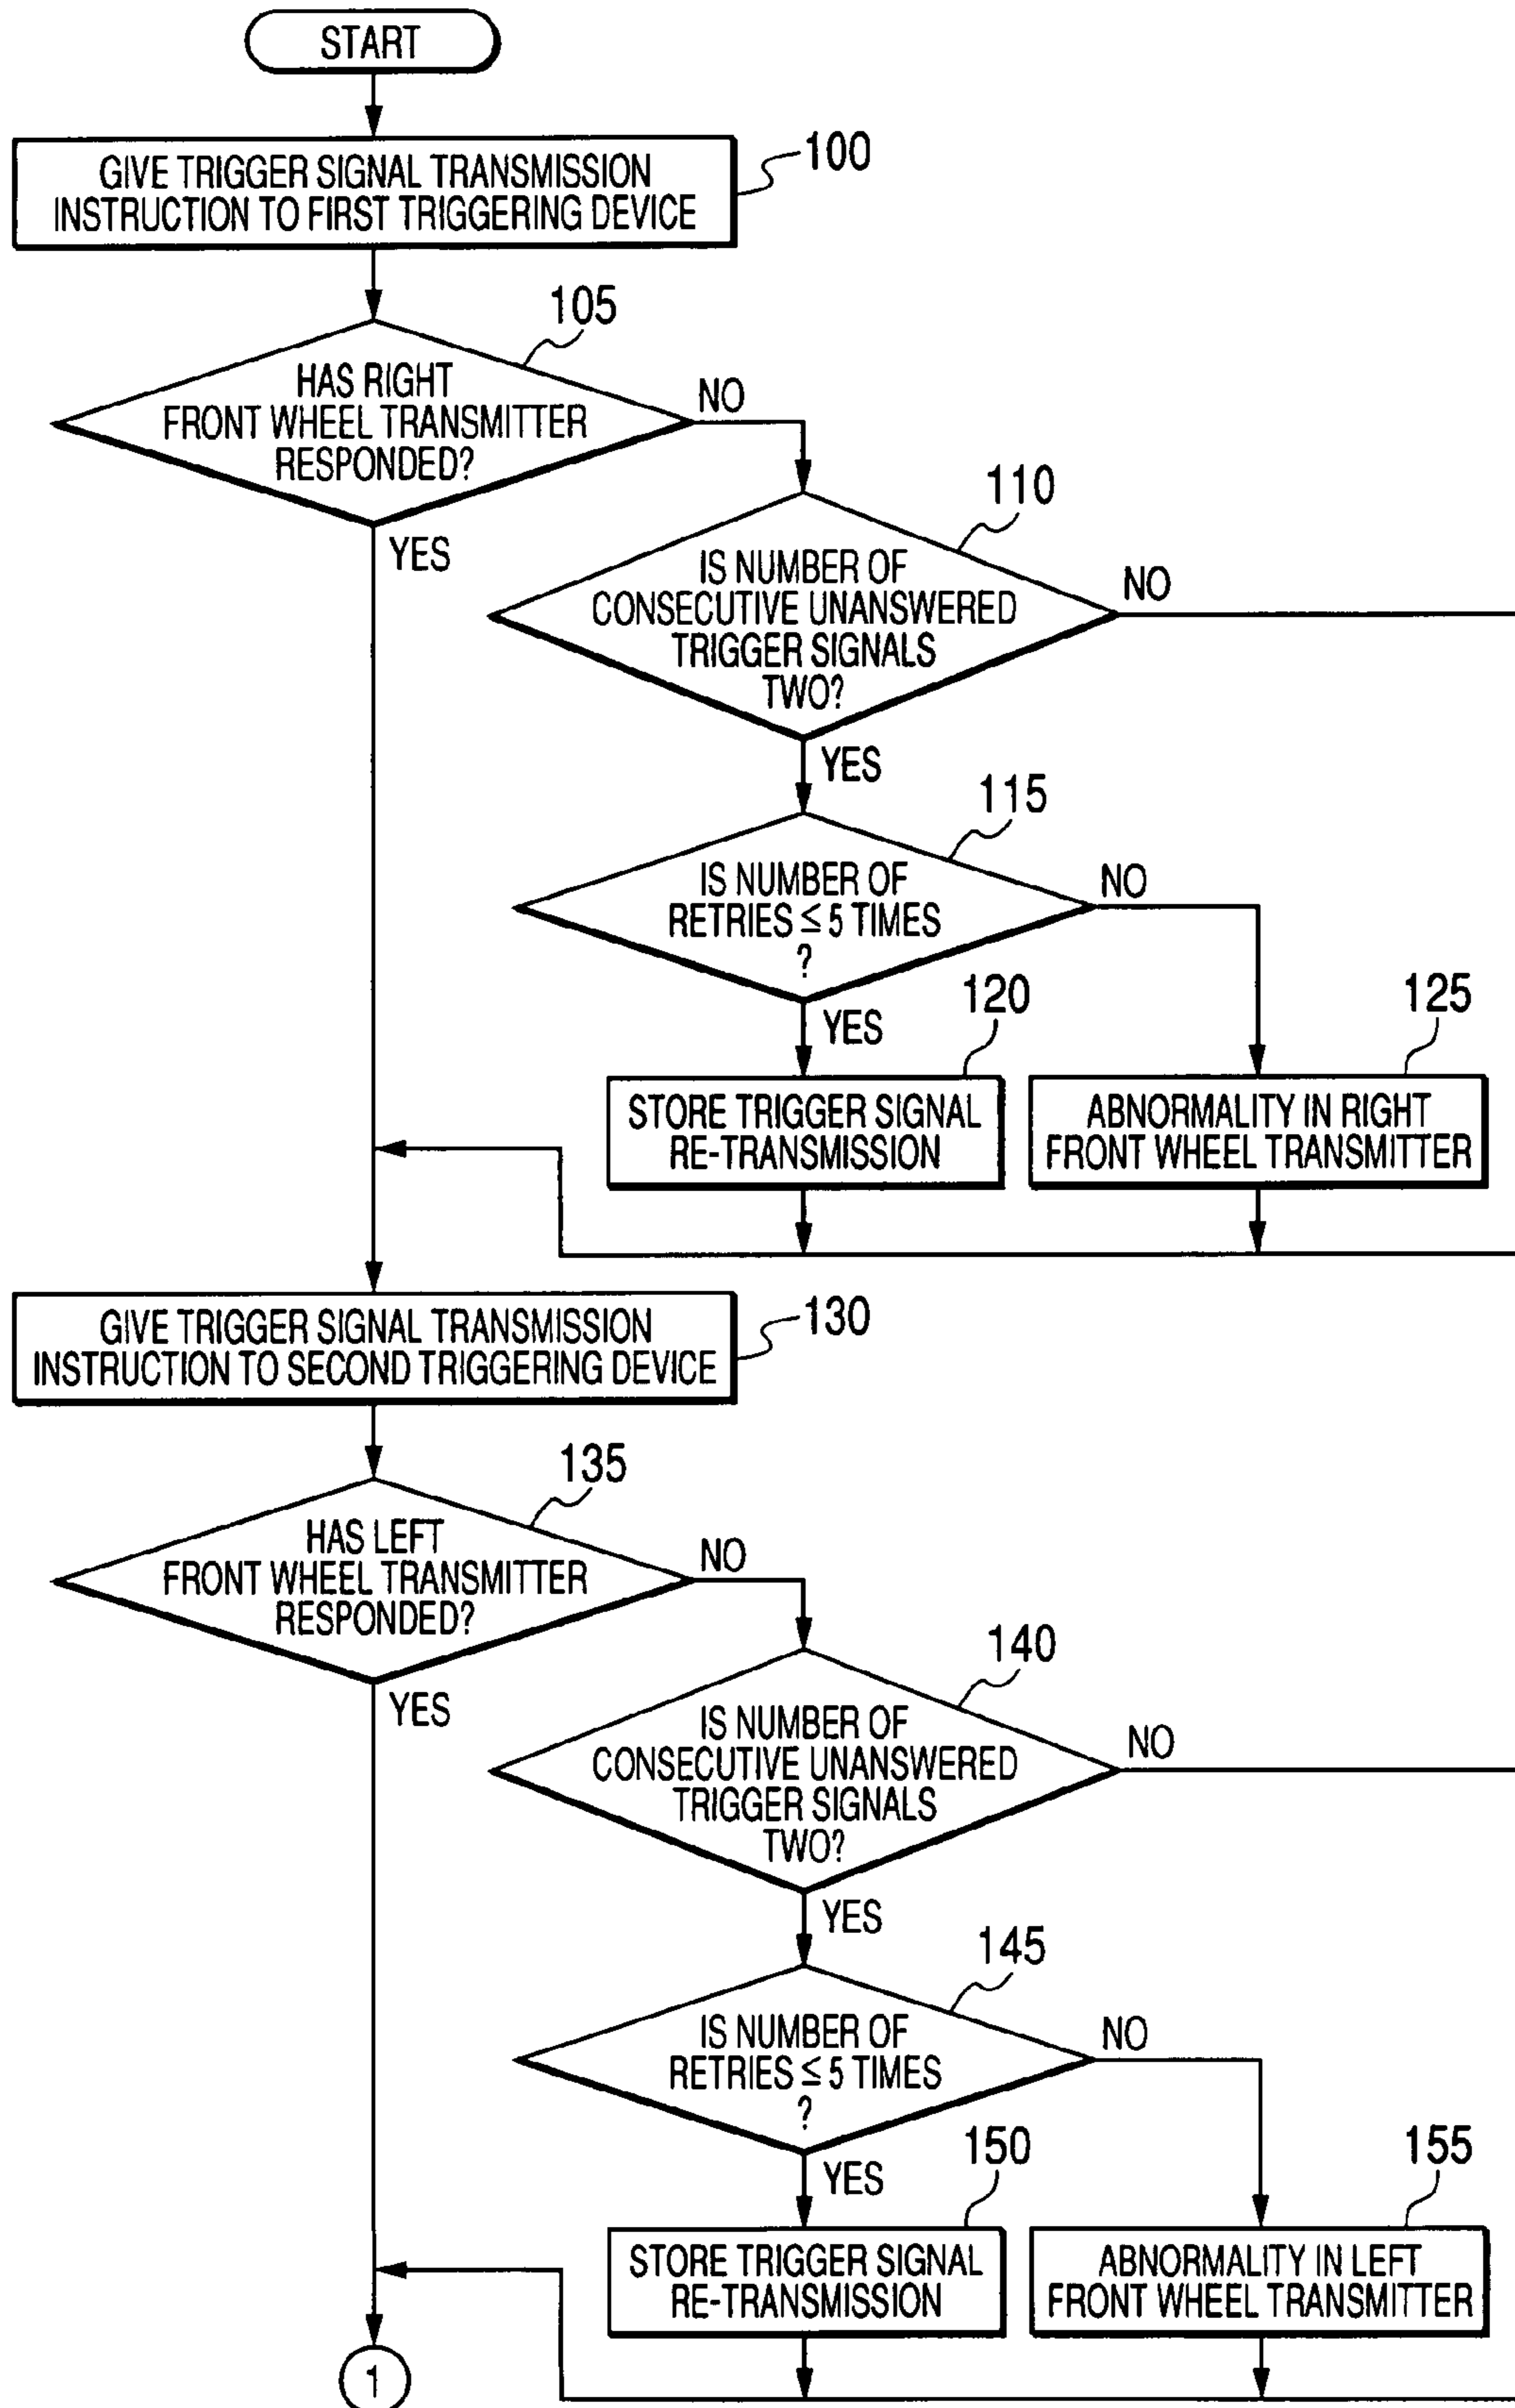 START
GIVE TRIGGER SIGNAL TRANSMISSION
INSTRUCTION TO FIRST TRIGGERING DEVICE
100
105
HAS RIGHT
FRONT WHEEL TRANSMITTER
RESPONDED?
NO
YES
110
IS NUMBER OF
CONSECUTIVE UNANSWERED
TRIGGER SIGNALS
TWO?
NO
YES
115
IS NUMBER OF
RETRIES ≦ 5 TIMES
?
NO
YES
120
STORE TRIGGER SIGNAL
RE-TRANSMISSION
125
ABNORMALITY IN RIGHT
FRONT WHEEL TRANSMITTER
GIVE TRIGGER SIGNAL TRANSMISSION
INSTRUCTION TO SECOND TRIGGERING DEVICE
130
135
HAS LEFT
FRONT WHEEL TRANSMITTER
RESPONDED?
NO
YES
140
IS NUMBER OF
CONSECUTIVE UNANSWERED
TRIGGER SIGNALS
TWO?
NO
YES
145
IS NUMBER OF
RETRIES ≦ 5 TIMES
?
NO
YES
150
STORE TRIGGER SIGNAL
RE-TRANSMISSION
155
ABNORMALITY IN LEFT
FRONT WHEEL TRANSMITTER
1